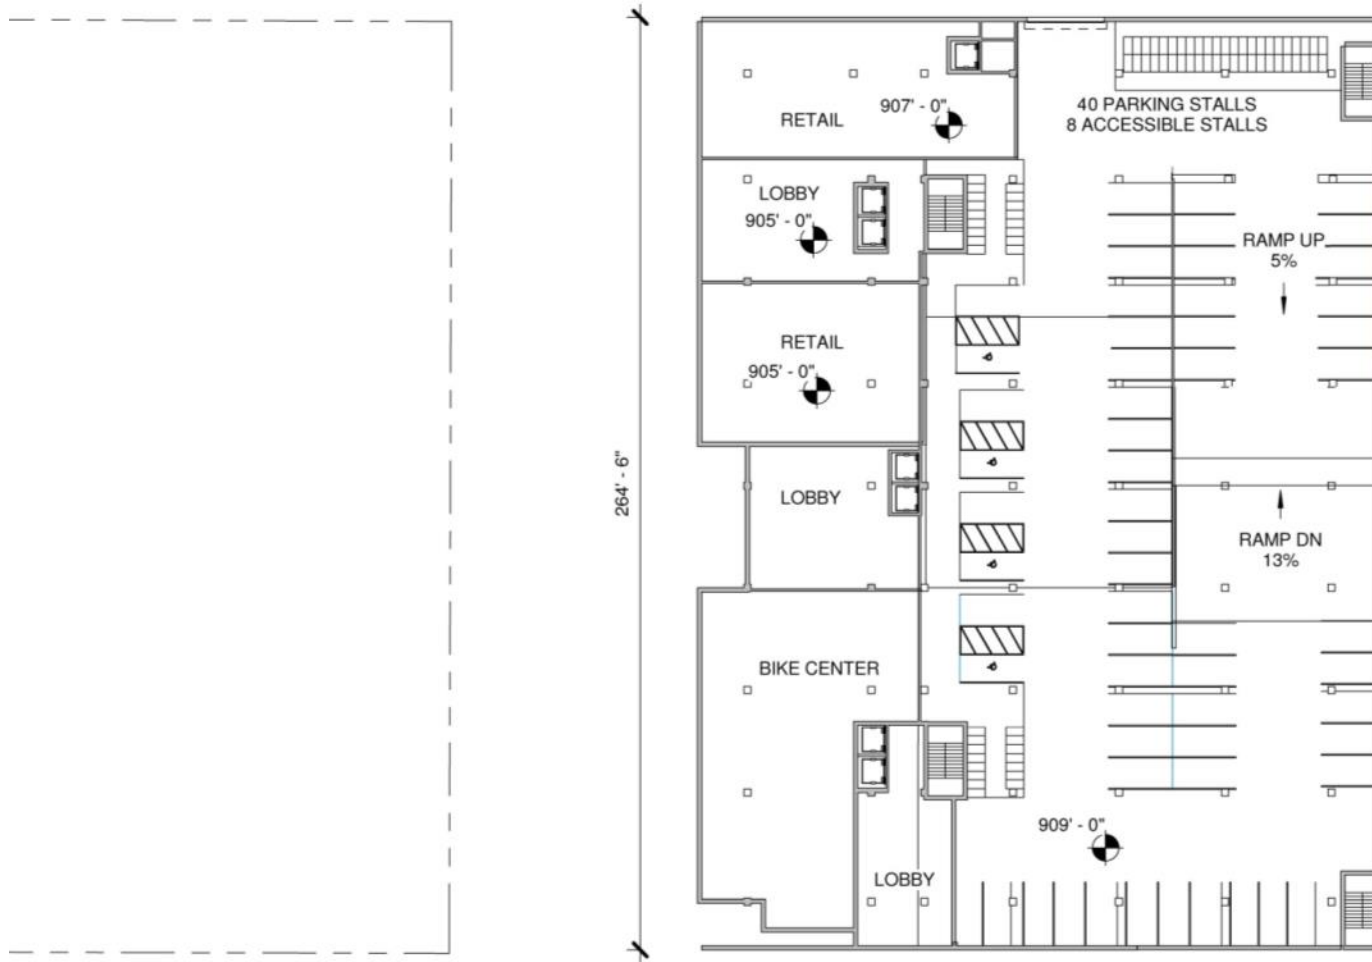 907' - 0"
RETAIL
40 PARKING STALLS
8 ACCESSIBLE STALLS
LOBBY
905' - 0"
RAMP UP
5%
RETAIL
905' - 0"
264' - 6"
LOBBY
RAMP DN
13%
BIKE CENTER
909' - 0"
LOBBY